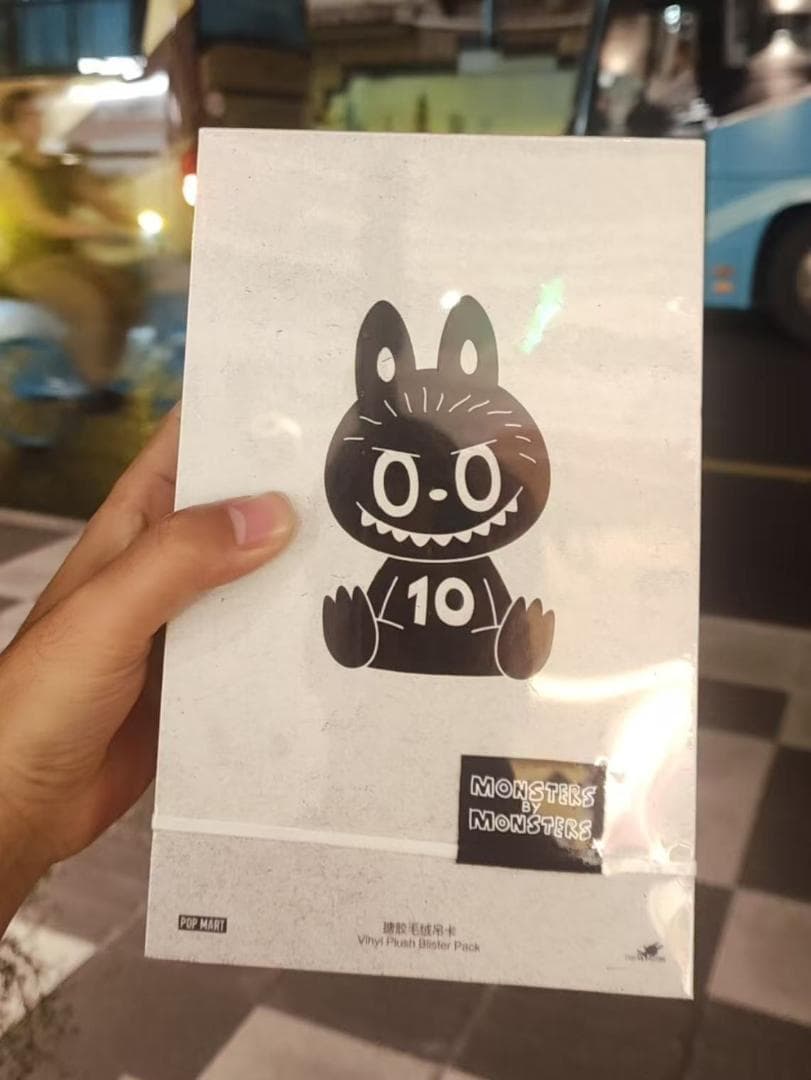 10
MONSTERS
BY
MONSTERS
POP MART
搪胶毛绒吊卡
Vinyl Plush Blister Pack